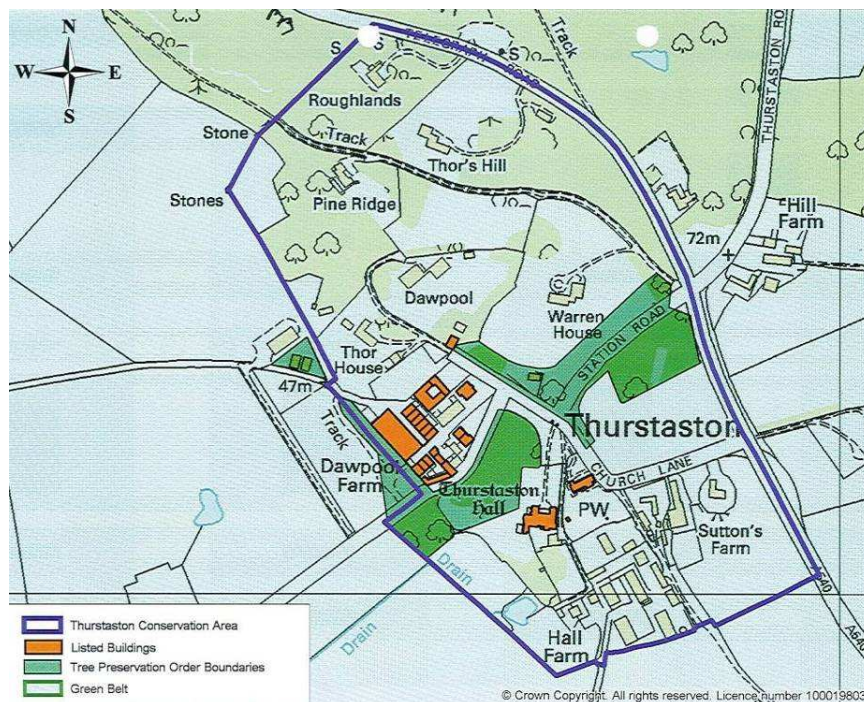 N
W E
S
S S
TELEGRAPH ROAD
S
Track
THURSTASTON
Roughlands
Stone
Track
Thor's Hill
Stones
Pine Ridge
Hill
Farm
72m
Dawpool
Warren
House
STATION ROAD
Thor
House
47m
Track
Thurstaston
Dawpool
Farm
CHURCH LANE
Thurstaston
Hall
PW
Sutton's
Farm
Drain
Drain
Hall
Farm
A540
Thurstaston Conservation Area
Listed Buildings
Tree Preservation Order Boundaries
Green Belt
© Crown Copyright. All rights reserved. Licence number 100019803